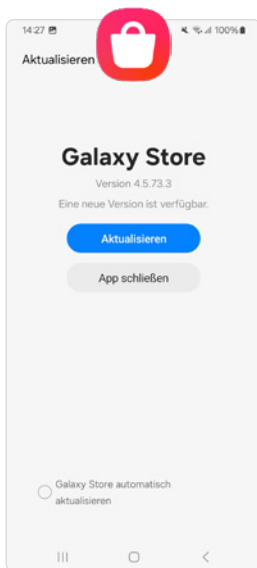 14:27 100%
Aktualisieren
Galaxy Store
Version 4.5.73.3
Eine neue Version ist verfügbar.
Aktualisieren
App schließen
Galaxy Store automatisch
aktualisieren